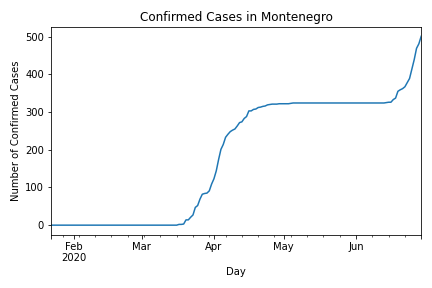 Confirmed Cases in Montenegro
Number of Confirmed Cases
500
400
300
200
100
0
Feb Mar Apr May Jun
2020
Day